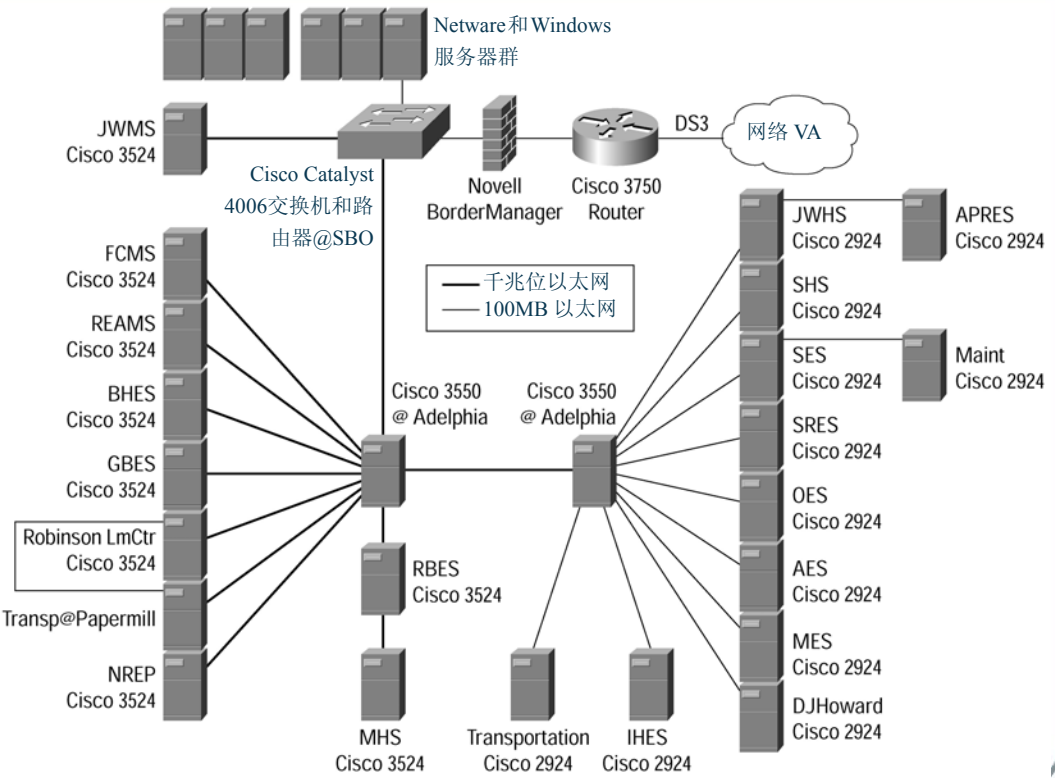 Netware和Windows
服务器群
JWMS
Cisco 3524
Cisco Catalyst
4006交换机和路
由器@SBO
Novell
BorderManager
Cisco 3750
Router
DS3
网络 VA
FCMS
Cisco 3524
REAMS
Cisco 3524
BHES
Cisco 3524
GBES
Cisco 3524
Robinson LmCtr
Cisco 3524
Transp@Papermill
NREP
Cisco 3524
千兆位以太网
100MB 以太网
Cisco 3550
@ Adelphia
Cisco 3550
@ Adelphia
RBES
Cisco 3524
MHS
Cisco 3524
Transportation
Cisco 2924
IHES
Cisco 2924
JWHS
Cisco 2924
APRES
Cisco 2924
SHS
Cisco 2924
SES
Cisco 2924
Maint
Cisco 2924
SRES
Cisco 2924
OES
Cisco 2924
AES
Cisco 2924
MES
Cisco 2924
DJHoward
Cisco 2924